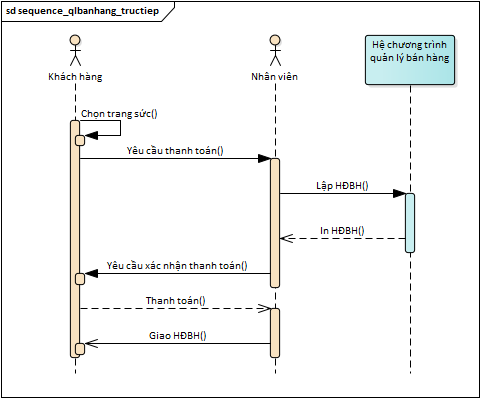 sd sequence_qlbanhang_tructiep
Khách hàng
Nhân viên
Hệ chương trình
quản lý bán hàng
Chọn trang sức()
Yêu cầu thanh toán()
Lập HĐBH()
In HĐBH()
Yêu cầu xác nhận thanh toán()
Thanh toán()
Giao HĐBH()